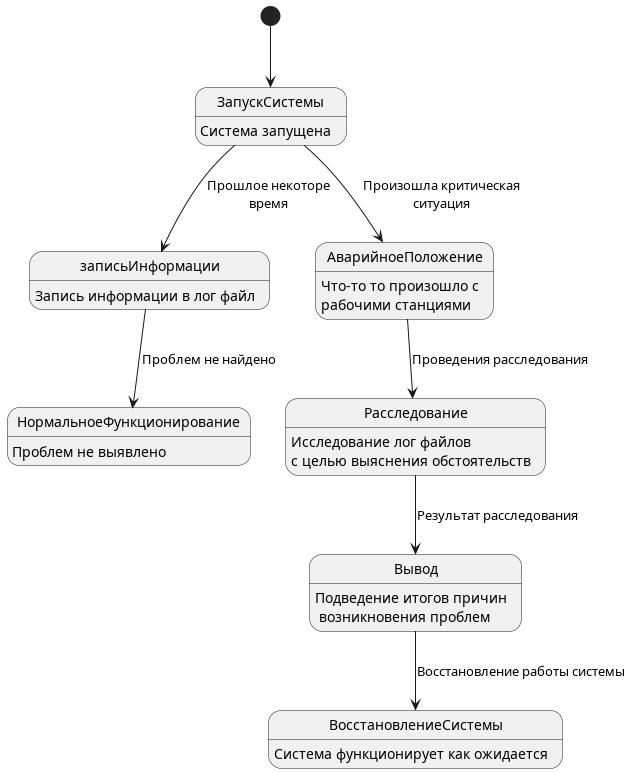 ЗапускСистемы
Система запущена
Прошлое некоторе
время
Произошла критическая
ситуация
записьИнформации
Запись информации в лог файл
АварийноеПоложение
Что-то то произошло с
рабочими станциями
Проблем не найдено
Проведения расследования
НормальноеФункционирование
Проблем не выявлено
Расследование
Исследование лог файлов
с целью выяснения обстоятельств
Результат расследования
Вывод
Подведение итогов причин
возникновения проблем
Восстановление работы системы
ВосстановлениеСистемы
Система функционирует как ожидается